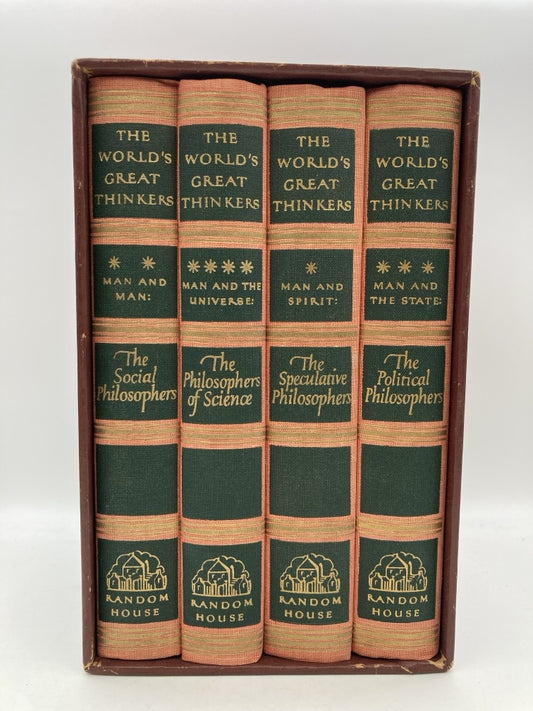 THE
WORLD'S
GREAT
THINKERS
** 
MAN AND
MAN:
The
Social
Philosophers
RANDOM
HOUSE
THE
WORLD'S
GREAT
THINKERS
****
MAN AND THE
UNIVERSE:
The
Philosophers
of Science
RANDOM
HOUSE
THE
WORLD'S
GREAT
THINKERS
*
MAN AND
SPIRIT:
The
Speculative
Philosophers
RANDOM
HOUSE
THE
WORLD'S
GREAT
THINKERS
***
MAN AND
THE STATE:
The
Political
Philosophers
RANDOM
HOUSE